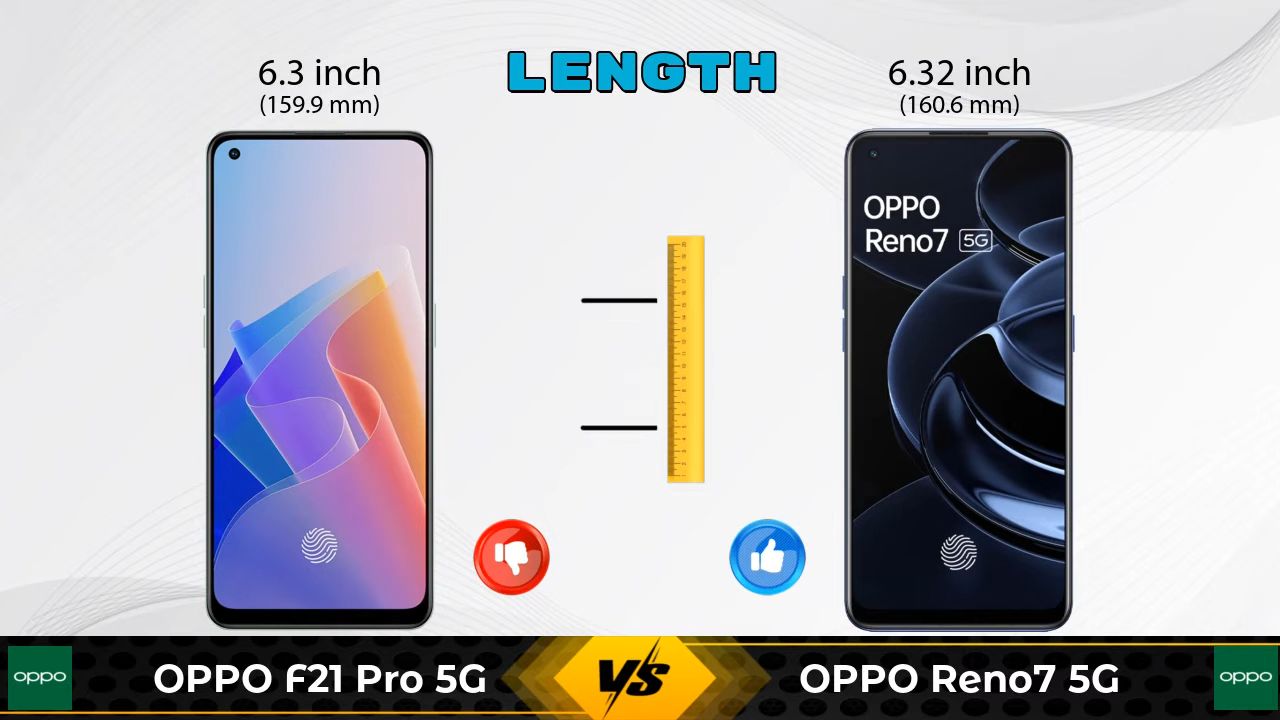 LENGTH
6.3 inch
(159.9 mm)
6.32 inch
(160.6 mm)
OPPO
Reno7 5G
oppo
OPPO F21 Pro 5G
VS
OPPO Reno7 5G
oppo